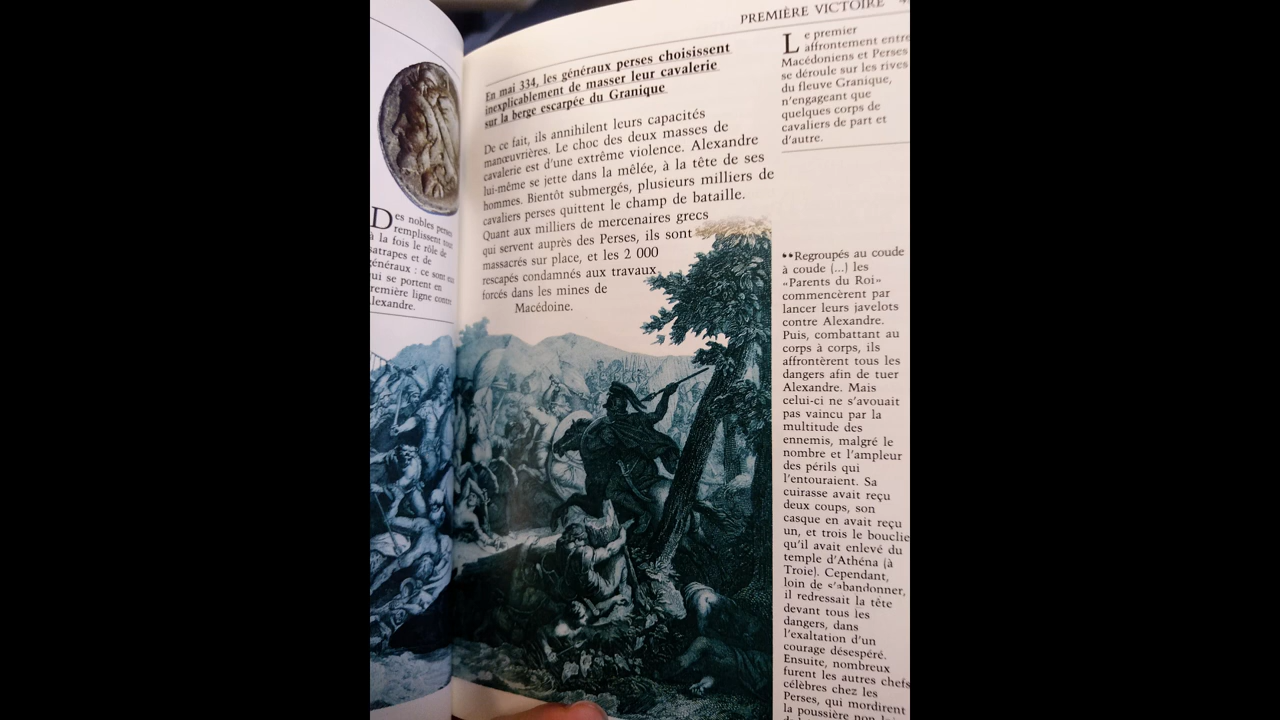 Des nobles
remplissent
à la fois le rôle de
satrapes et de
généraux : ce sont
qui se portent en
première ligne contre
Alexandre.
PREMIÈRE VICTOIRE
En mai 334, les généraux perses choisissent
inexplicablement de masser leur cavalerie
sur la berge escarpée du Granique
De ce fait, ils annihilent leurs capacités
manœuvrières. Le choc des deux masses de
cavalerie est d'une extrême violence. Alexandre
lui-même se jette dans la mêlée, à la tête de ses
hommes. Bientôt submergés, plusieurs milliers de
cavaliers perses quittent le champ de bataille.
Quant aux milliers de mercenaires grecs
qui servent auprès des Perses, ils sont
massacrés sur place, et les 2 000
rescapés condamnés aux travaux
forcés dans les mines de
Macédoine.
Le premier
affrontement entre
Macédoniens et Perses
se déroule sur les rives
du fleuve Granique,
n'engageant que
quelques corps de
cavaliers de part et
d'autre.
“Regroupés au coude
à coude (...) les
«Parents du Roi»
commencèrent par
lancer leurs javelots
contre Alexandre.
Puis, combattant au
corps à corps, ils
affrontèrent tous les
dangers afin de tuer
Alexandre. Mais
celui-ci ne s'avouait
pas vaincu par la
multitude des
ennemis, malgré le
nombre et l'ampleur
des périls qui
l'entouraient. Sa
cuirasse avait reçu
deux coups, son
casque en avait reçu
un, et trois le bouclie
qu'il avait enlevé du
temple d'Athéna (à
Troie). Cependant,
loin de s'abandonner,
il redressait la tête
devant tous les
dangers, dans
l'exaltation d'un
courage désespéré.
Ensuite, nombreux
furent les autres chefs
célèbres chez les
Perses, qui mordirent
la poussière non